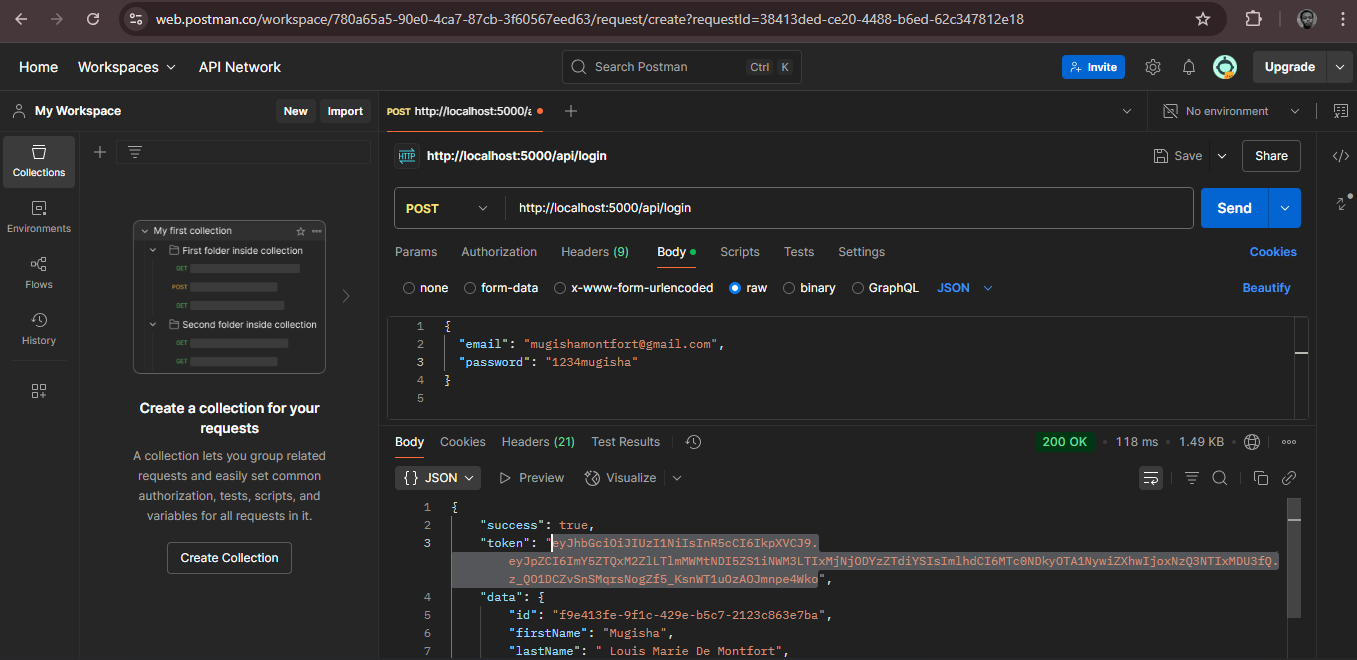 web.postman.co/workspace/780a65a5-90e0-4ca7-87cb-3f60567eed63/request/create?requestId=38413ded-ce20-4488-b6ed-62c347812e18
Home Workspaces API Network Search Postman Ctrl K Invite Upgrade
My Workspace New Import POST http://localhost:5000/a No environment
Collections
Environments
Flows
History
My first collection
First folder inside collection
GET
POST
GET
Second folder inside collection
GET
GET
Create a collection for your
requests
A collection lets you group related
requests and easily set common
authorization, tests, scripts, and
variables for all requests in it.
Create Collection
HTTP http://localhost:5000/api/login Save Share
POST http://localhost:5000/api/login Send
Params Authorization Headers (9) Body Scripts Tests Settings Cookies
none form-data x-www-form-urlencoded raw binary GraphQL JSON Beautify
1 {
2 "email": "mugishamontfort@gmail.com",
3 "password": "1234mugisha"
4 }
5
Body Cookies Headers (21) Test Results 200 OK 118 ms 1.49 KB
{} JSON Preview Visualize
1 {
2 "success": true,
3 "token": "eyJhbGciOiJIUzI1NiIsInR5cCI6IkpXVCJ9.
eyJpZCI6ImY5ZTQxM2ZlLTlmMWMtNDI5ZS1iNWM3LTIxMjNjODYzZTdiYSIsImlhdCI6MTc0NDkyOTA1NywiZXhwIjoxNzQ3NTIxMDU3fQ.
z_QO1DCZvSnSMqrsNogZf5_KsnWT1uOzAOJmnpe4Wko",
4 "data": {
5 "id": "f9e413fe-9f1c-429e-b5c7-2123c863e7ba",
6 "firstName": "Mugisha",
7 "lastName": " Louis Marie De Montfort",